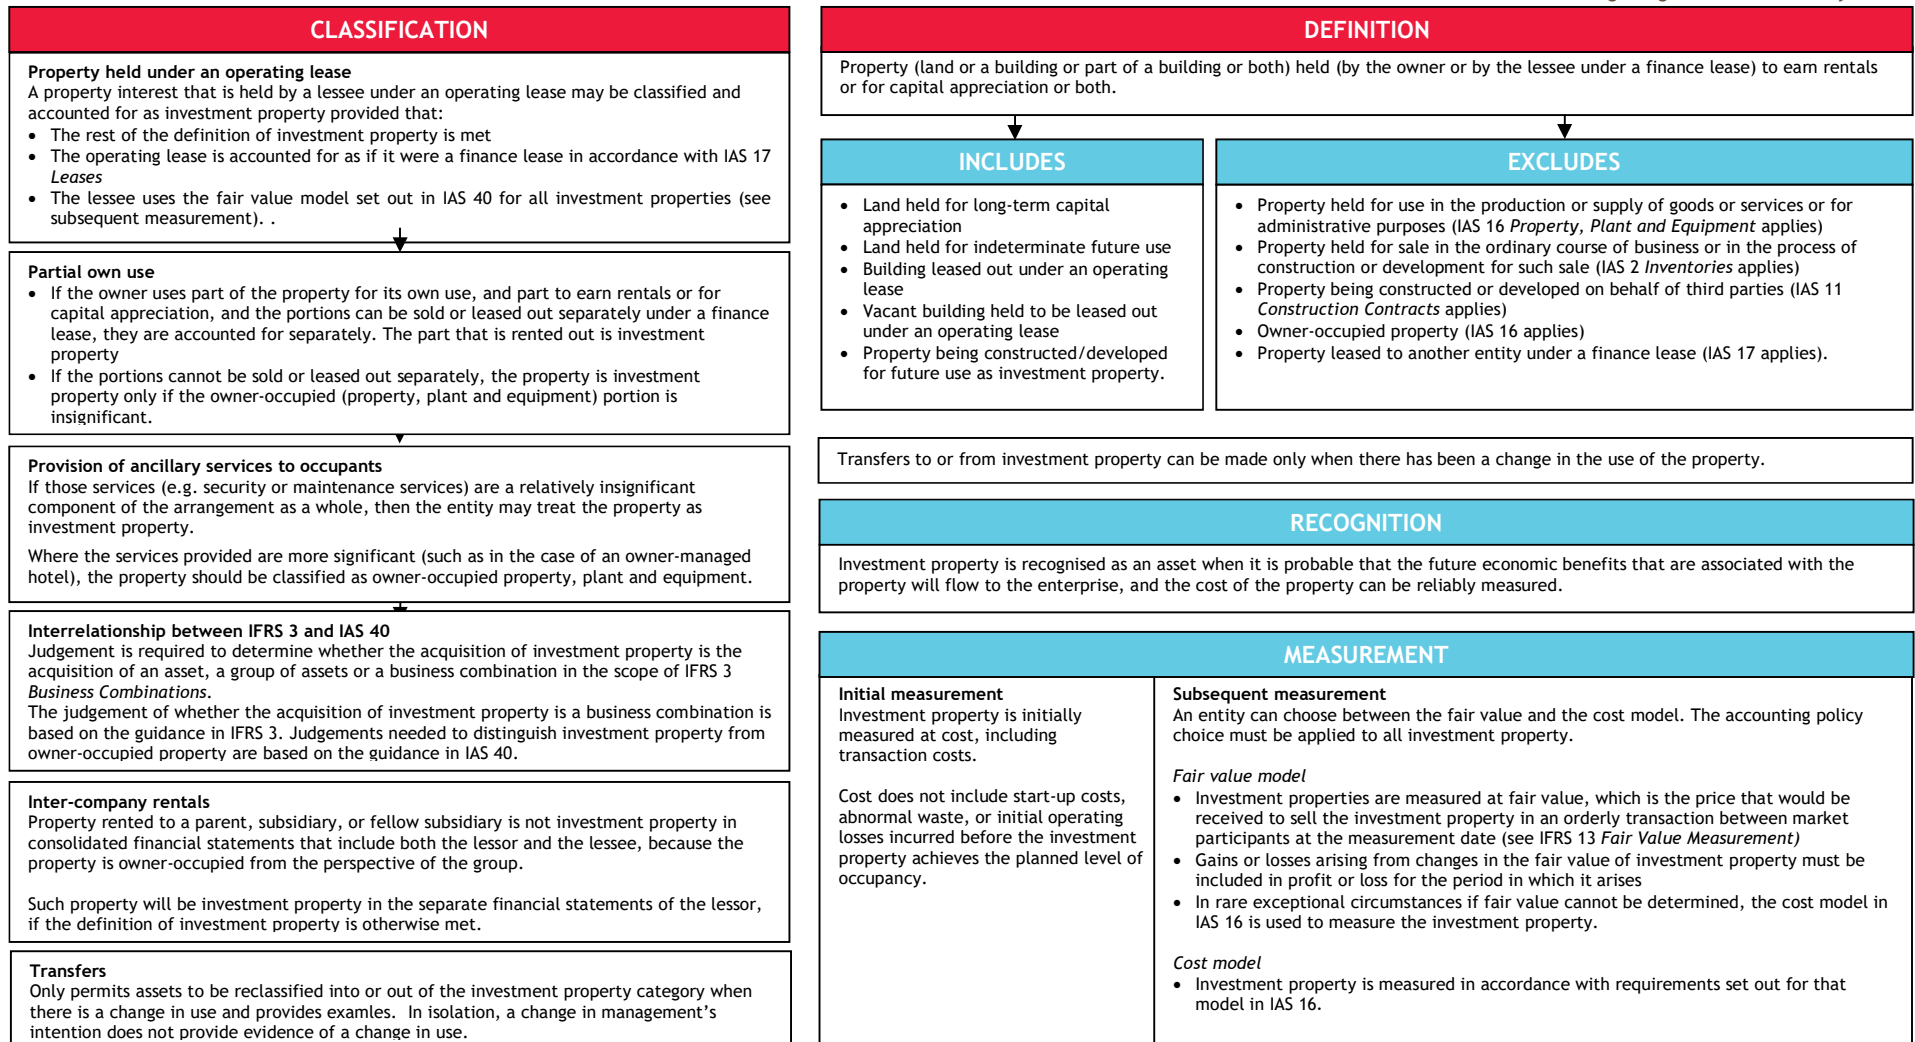 CLASSIFICATION
Property held under an operating lease
A property interest that is held by a lessee under an operating lease may be classified and
accounted for as investment property provided that:
• The rest of the definition of investment property is met
• The operating lease is accounted for as if it were a finance lease in accordance with IAS 17
Leases
• The lessee uses the fair value model set out in IAS 40 for all investment properties (see
subsequent measurement). .
Partial own use
• If the owner uses part of the property for its own use, and part to earn rentals or for
capital appreciation, and the portions can be sold or leased out separately under a finance
lease, they are accounted for separately. The part that is rented out is investment
property
• If the portions cannot be sold or leased out separately, the property is investment
property only if the owner-occupied (property, plant and equipment) portion is
insignificant.
Provision of ancillary services to occupants
If those services (e.g. security or maintenance services) are a relatively insignificant
component of the arrangement as a whole, then the entity may treat the property as
investment property.
Where the services provided are more significant (such as in the case of an owner-managed
hotel), the property should be classified as owner-occupied property, plant and equipment.
Interrelationship between IFRS 3 and IAS 40
Judgement is required to determine whether the acquisition of investment property is the
acquisition of an asset, a group of assets or a business combination in the scope of IFRS 3
Business Combinations.
The judgement of whether the acquisition of investment property is a business combination is
based on the guidance in IFRS 3. Judgements needed to distinguish investment property from
owner-occupied property are based on the guidance in IAS 40.
Inter-company rentals
Property rented to a parent, subsidiary, or fellow subsidiary is not investment property in
consolidated financial statements that include both the lessor and the lessee, because the
property is owner-occupied from the perspective of the group.
Such property will be investment property in the separate financial statements of the lessor,
if the definition of investment property is otherwise met.
Transfers
Only permits assets to be reclassified into or out of the investment property category when
there is a change in use and provides examles. In isolation, a change in management's
intention does not provide evidence of a change in use.
DEFINITION
Property (land or a building or part of a building or both) held (by the owner or by the lessee under a finance lease) to earn rentals
or for capital appreciation or both.
INCLUDES
• Land held for long-term capital
appreciation
• Land held for indeterminate future use
• Building leased out under an operating
lease
• Vacant building held to be leased out
under an operating lease
• Property being constructed/developed
for future use as investment property.
EXCLUDES
• Property held for use in the production or supply of goods or services or for
administrative purposes (IAS 16 Property, Plant and Equipment applies)
• Property held for sale in the ordinary course of business or in the process of
construction or development for such sale (IAS 2 Inventories applies)
• Property being constructed or developed on behalf of third parties (IAS 11
Construction Contracts applies)
• Owner-occupied property (IAS 16 applies)
• Property leased to another entity under a finance lease (IAS 17 applies).
Transfers to or from investment property can be made only when there has been a change in the use of the property.
RECOGNITION
Investment property is recognised as an asset when it is probable that the future economic benefits that are associated with the
property will flow to the enterprise, and the cost of the property can be reliably measured.
MEASUREMENT
Initial measurement
Investment property is initially
measured at cost, including
transaction costs.
Cost does not include start-up costs,
abnormal waste, or initial operating
losses incurred before the investment
property achieves the planned level of
occupancy.
Subsequent measurement
An entity can choose between the fair value and the cost model. The accounting policy
choice must be applied to all investment property.
Fair value model
• Investment properties are measured at fair value, which is the price that would be
received to sell the investment property in an orderly transaction between market
participants at the measurement date (see IFRS 13 Fair Value Measurement)
• Gains or losses arising from changes in the fair value of investment property must be
included in profit or loss for the period in which it arises
• In rare exceptional circumstances if fair value cannot be determined, the cost model in
IAS 16 is used to measure the investment property.
Cost model
• Investment property is measured in accordance with requirements set out for that
model in IAS 16.